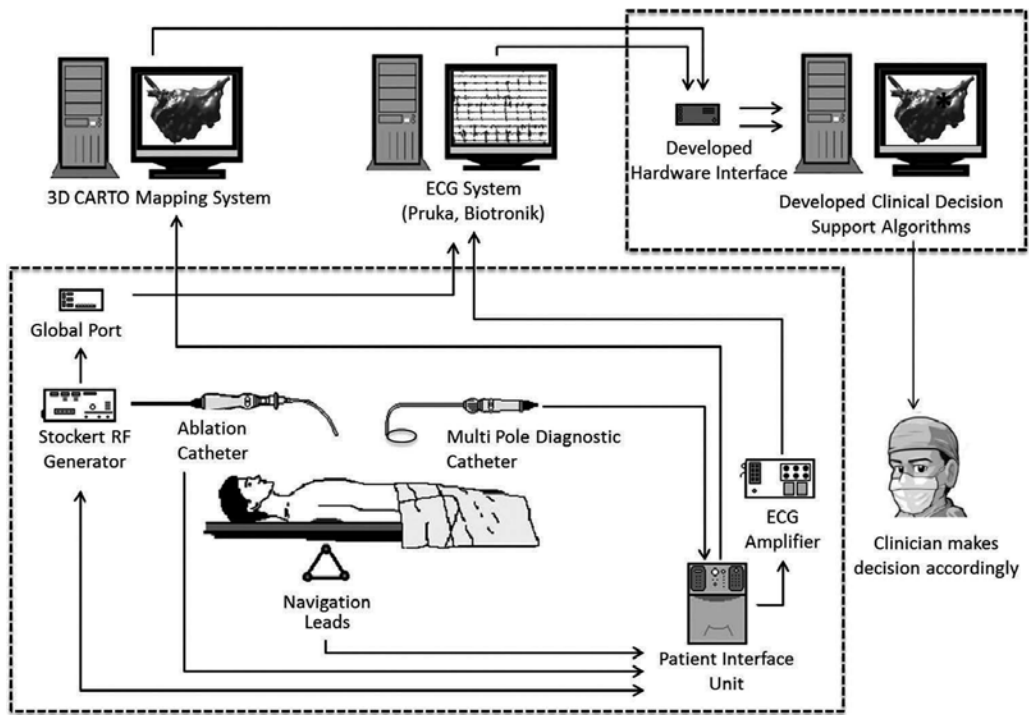 3D CARTO Mapping System
ECG System
(Pruka, Biotronik)
Developed
Hardware Interface
Developed Clinical Decision
Support Algorithms
Global Port
Stockert RF
Generator
Ablation
Catheter
Multi Pole Diagnostic
Catheter
Navigation
Leads
ECG
Amplifier
Patient Interface
Unit
Clinician makes
decision accordingly